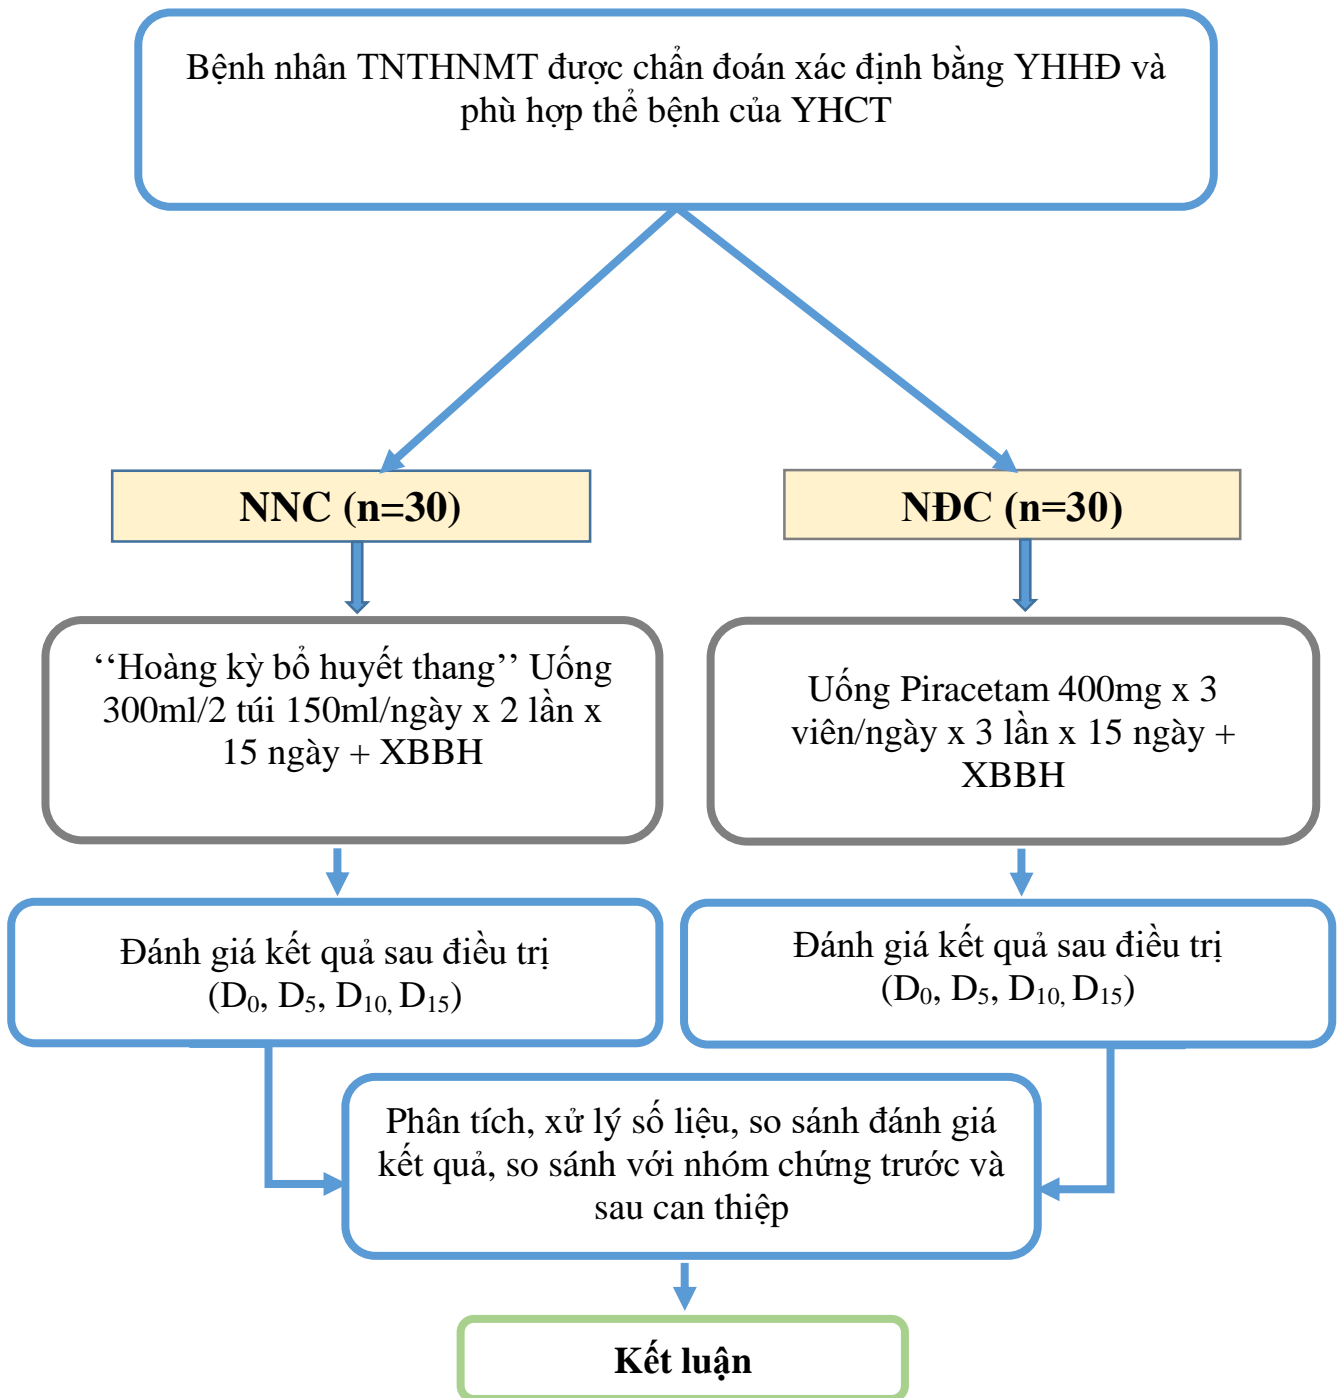 Bệnh nhân TNTHNMT được chẩn đoán xác định bằng YHHĐ và
phù hợp thể bệnh của YHCT
NNC (n=30)
NĐC (n=30)
‘‘Hoàng kỳ bổ huyết thang’’ Uống
300ml/2 túi 150ml/ngày x 2 lần x
15 ngày + XBBH
Uống Piracetam 400mg x 3
viên/ngày x 3 lần x 15 ngày +
XBBH
Đánh giá kết quả sau điều trị
(D₀, D₅, D₁₀, D₁₅)
Đánh giá kết quả sau điều trị
(D₀, D₅, D₁₀, D₁₅)
Phân tích, xử lý số liệu, so sánh đánh giá
kết quả, so sánh với nhóm chứng trước và
sau can thiệp
Kết luận